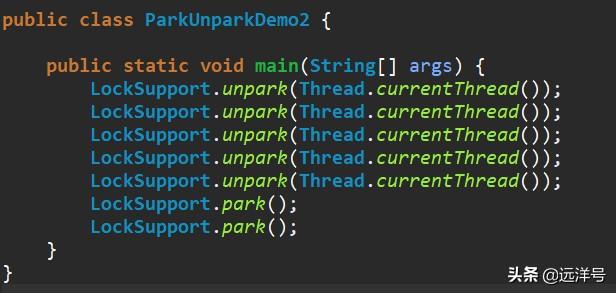 public class ParkUnparkDemo2 {
public static void main(String[] args) {
LockSupport.unpark(Thread.currentThread());
LockSupport.unpark(Thread.currentThread());
LockSupport.unpark(Thread.currentThread());
LockSupport.unpark(Thread.currentThread());
LockSupport.unpark(Thread.currentThread());
LockSupport.park();
LockSupport.park();
}
}
头条 @远洋号